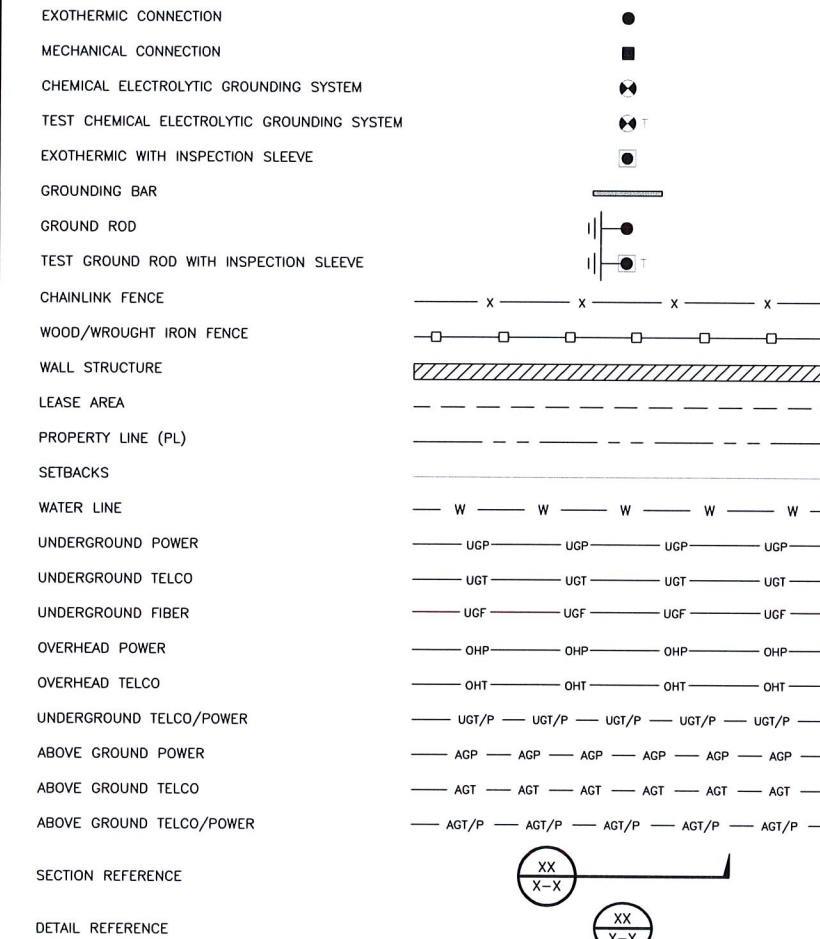 EXOTHERMIC CONNECTION
MECHANICAL CONNECTION
CHEMICAL ELECTROLYTIC GROUNDING SYSTEM
TEST CHEMICAL ELECTROLYTIC GROUNDING SYSTEM T
EXOTHERMIC WITH INSPECTION SLEEVE
GROUNDING BAR
GROUND ROD
TEST GROUND ROD WITH INSPECTION SLEEVE T
CHAINLINK FENCE X X X X
WOOD/WROUGHT IRON FENCE
WALL STRUCTURE
LEASE AREA
PROPERTY LINE (PL)
SETBACKS
WATER LINE W W W W W
UNDERGROUND POWER UGP UGP UGP UGP
UNDERGROUND TELCO UGT UGT UGT UGT
UNDERGROUND FIBER UGF UGF UGF UGF
OVERHEAD POWER OHP OHP OHP OHP
OVERHEAD TELCO OHT OHT OHT OHT
UNDERGROUND TELCO/POWER UGT/P UGT/P UGT/P UGT/P UGT/P
ABOVE GROUND POWER AGP AGP AGP AGP AGP AGP
ABOVE GROUND TELCO AGT AGT AGT AGT AGT AGT
ABOVE GROUND TELCO/POWER AGT/P AGT/P AGT/P AGT/P AGT/P
XX
SECTION REFERENCE
X-X
XX
DETAIL REFERENCE
X-X